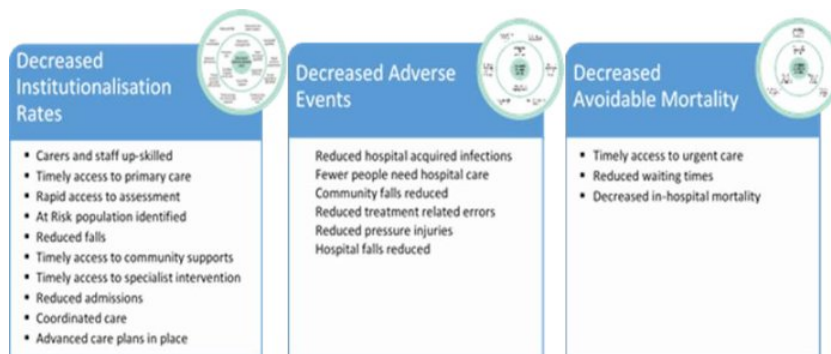 Decreased
Institutionalisation
Rates
▪ Carers and staff up-skilled
▪ Timely access to primary care
▪ Rapid access to assessment
▪ At Risk population identified
▪ Reduced falls
▪ Timely access to community supports
▪ Timely access to specialist intervention
▪ Reduced admissions
▪ Coordinated care
▪ Advanced care plans in place
Decreased Adverse
Events
Reduced hospital acquired infections
Fewer people need hospital care
Community falls reduced
Reduced treatment related errors
Reduced pressure injuries
Hospital falls reduced
Decreased
Avoidable Mortality
▪ Timely access to urgent care
▪ Reduced waiting times
▪ Decreased in-hospital mortality